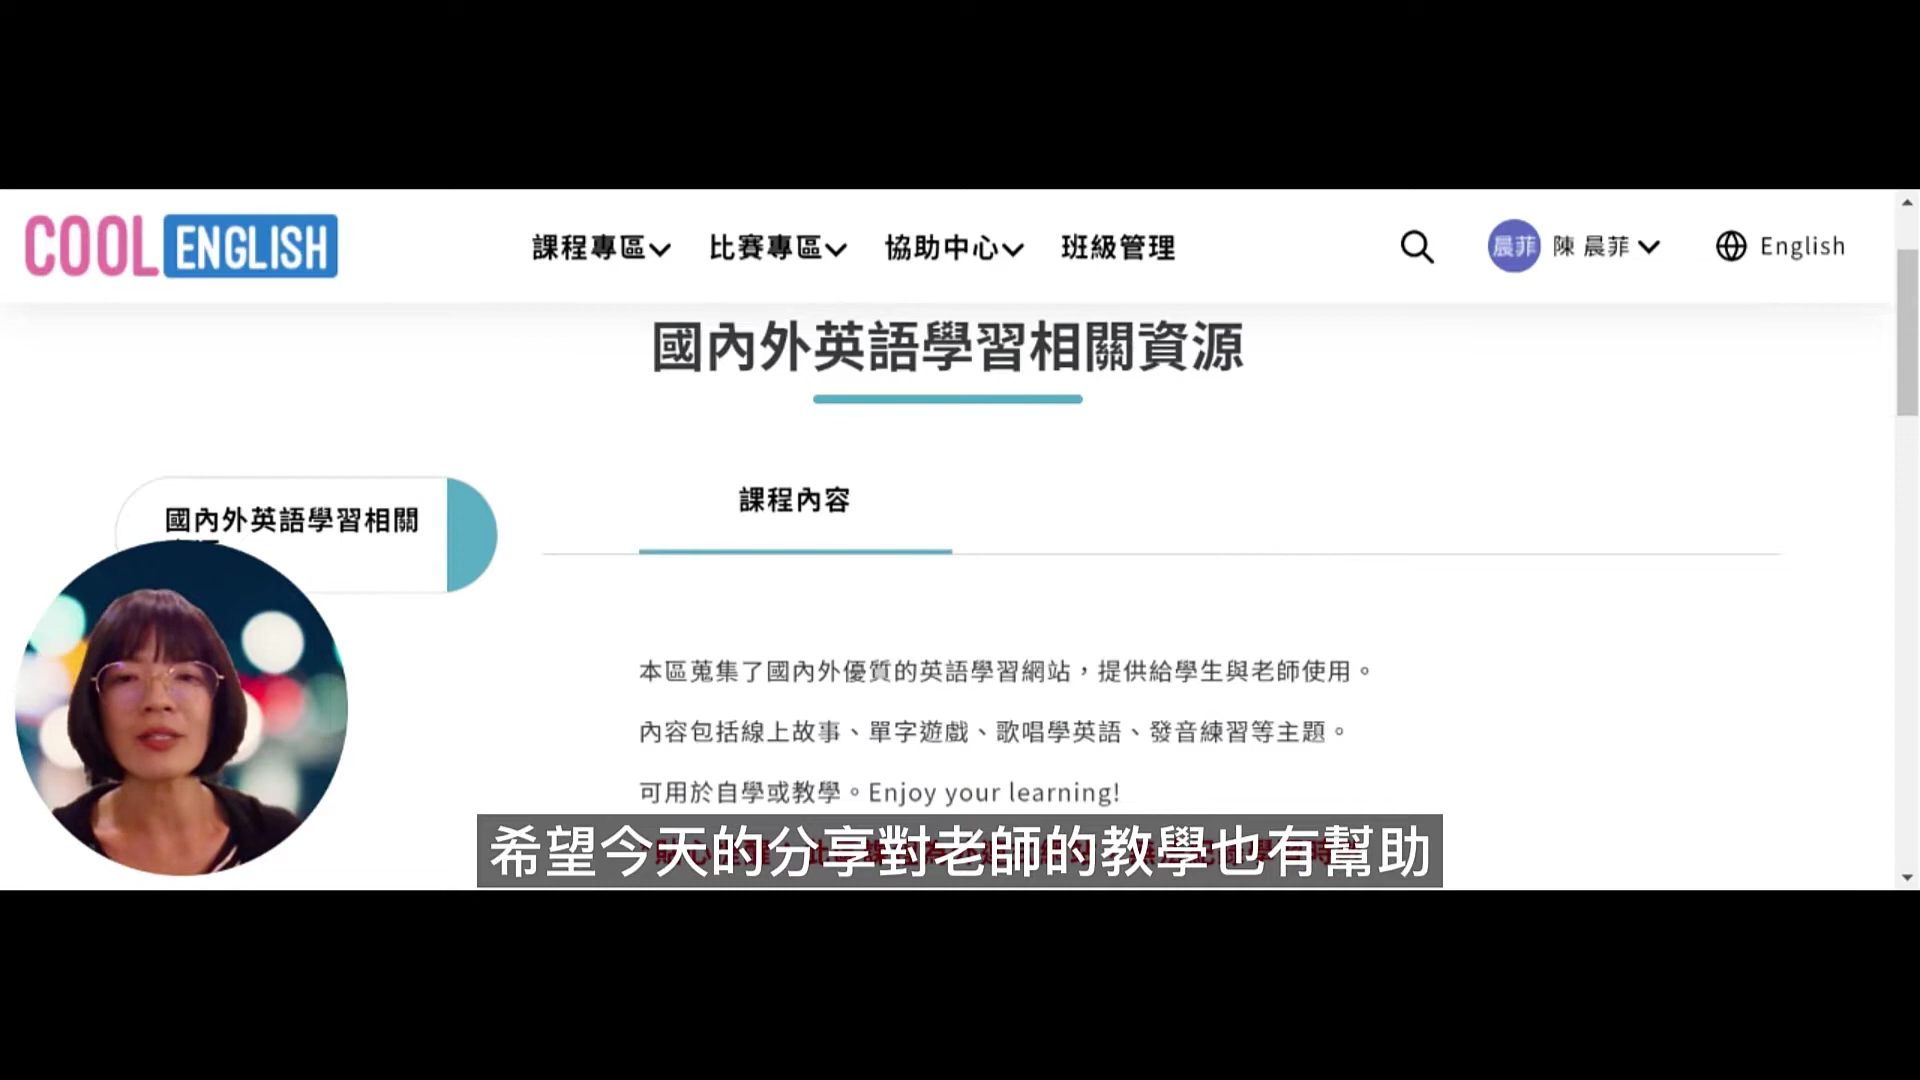 COOL ENGLISH
課程專區 比賽專區 協助中心 班級管理 晨菲 陳 晨菲 English
國內外英語學習相關資源
國內外英語學習相關
課程內容
本區蒐集了國內外優質的英語學習網站，提供給學生與老師使用。
內容包括線上故事、單字遊戲、歌唱學英語、發音練習等主題。
可用於自學或教學。Enjoy your learning!
希望今天的分享對老師的教學也有幫助